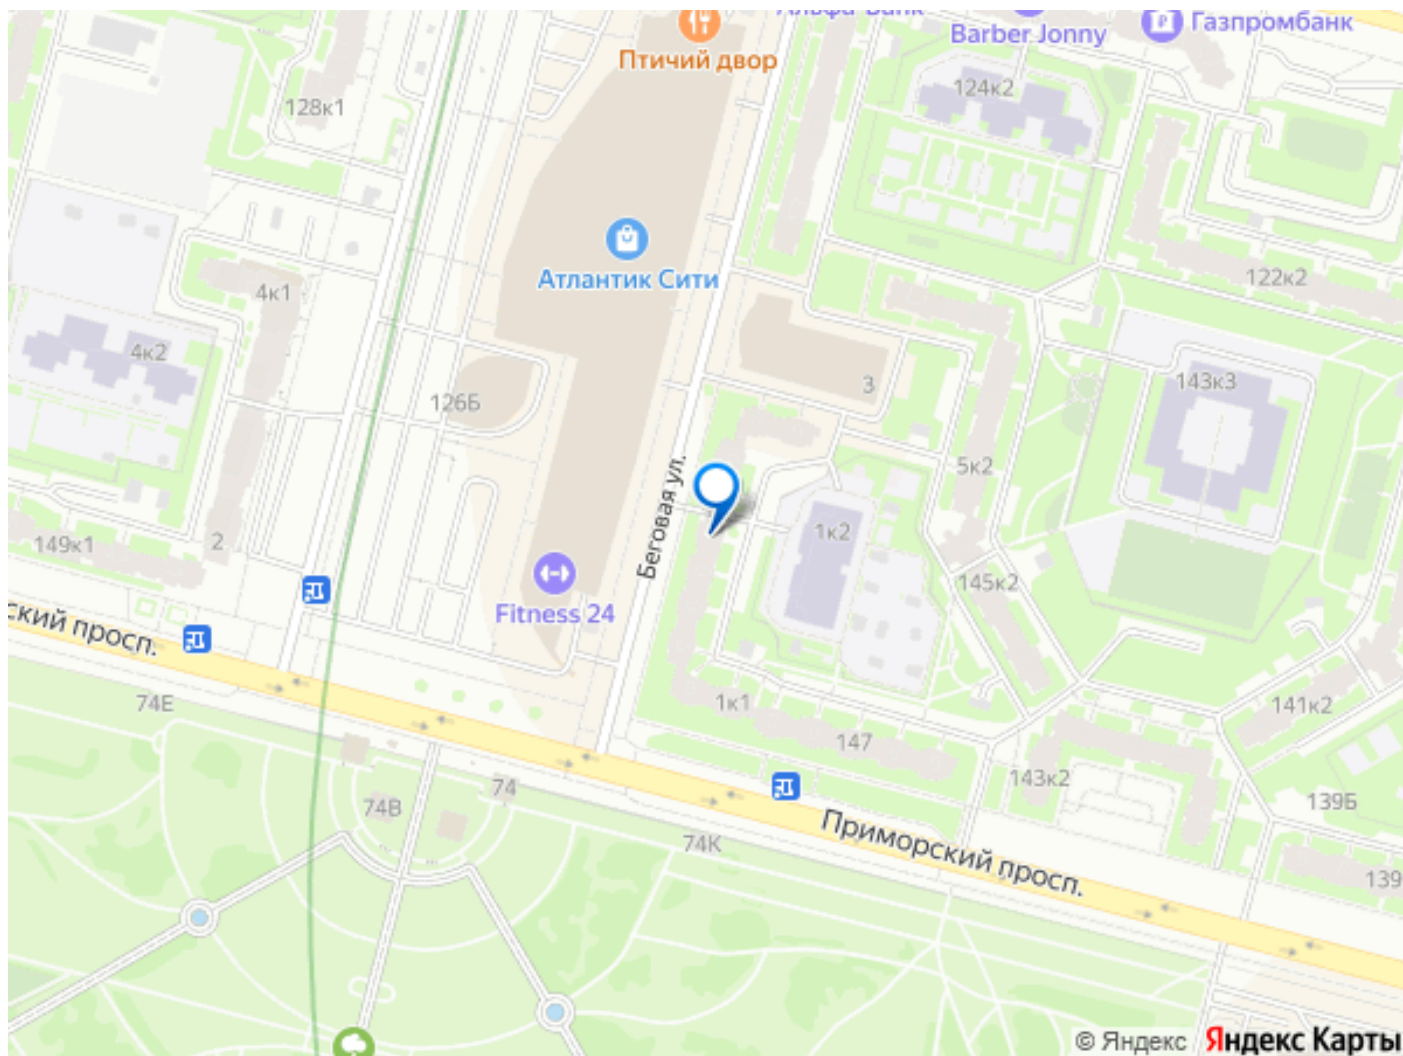 Альфа-Банк
Barber Jonny
Газпромбанк
Птичий двор
124к2
128к1
Атлантик Сити
122к2
4к1
4к2
3
143к3
126Б
5к2
Беговая ул.
1к2
149к1
2
145к2
Fitness 24
ский просп.
74Е
1к1
141к2
147
143к2
74
74В
139Б
74К
Приморский просп.
139
© Яндекс
Яндекс Карты